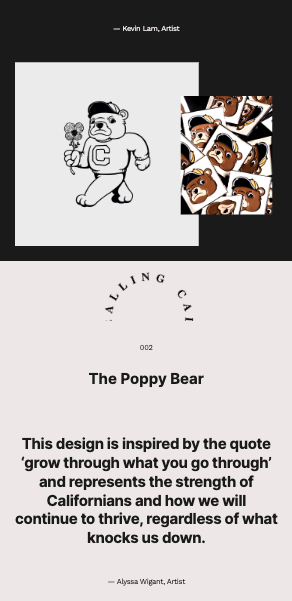 — Kevin Lam, Artist
C
ALLING CAL
002
The Poppy Bear
This design is inspired by the quote
‘grow through what you go through’
and represents the strength of
Californians and how we will
continue to thrive, regardless of what
knocks us down.
— Alyssa Wigant, Artist